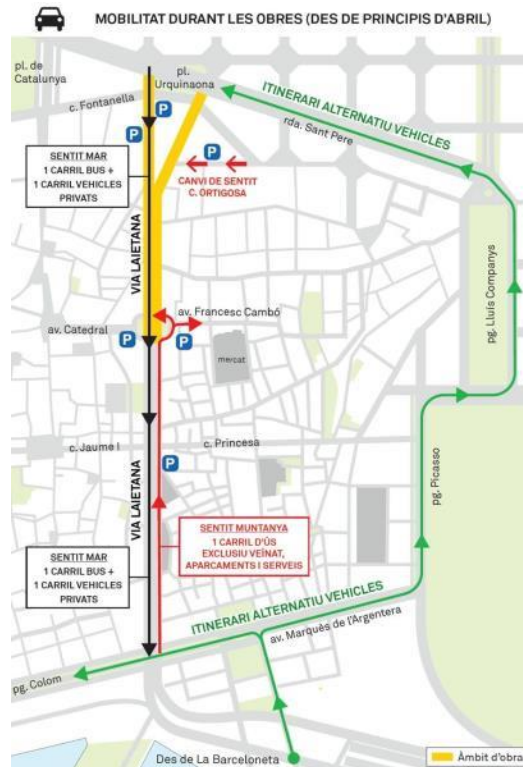 MOBILITAT DURANT LES OBRES (DES DE PRINCIPIS D'ABRIL)
pl. de
Catalunya
pl.
Urquinaona
c. Fontanella
P
P
ITINERARI ALTERNATIU VEHICLES
rda. Sant Pere
SENTIT MAR
1 CARRIL BUS +
1 CARRIL VEHICLES
PRIVATS
P
CANVI DE SENTIT
C. ORTIGOSA
VIA LAIETANA
pg. Lluís Companys
av. Francesc Cambó
av. Catedral
P
P
mercat
c. Jaume I
c. Princesa
P
pg. Picasso
VIA LAIETANA
SENTIT MUNTANYA
1 CARRIL D'ÚS
EXCLUSIU VEÏNAT,
APARCAMENTS I SERVEIS
SENTIT MAR
1 CARRIL BUS +
1 CARRIL VEHICLES
PRIVATS
ITINERARI ALTERNATIU VEHICLES
av. Marquès de l'Argentera
pg. Colom
Des de La Barceloneta
Àmbit d'obra